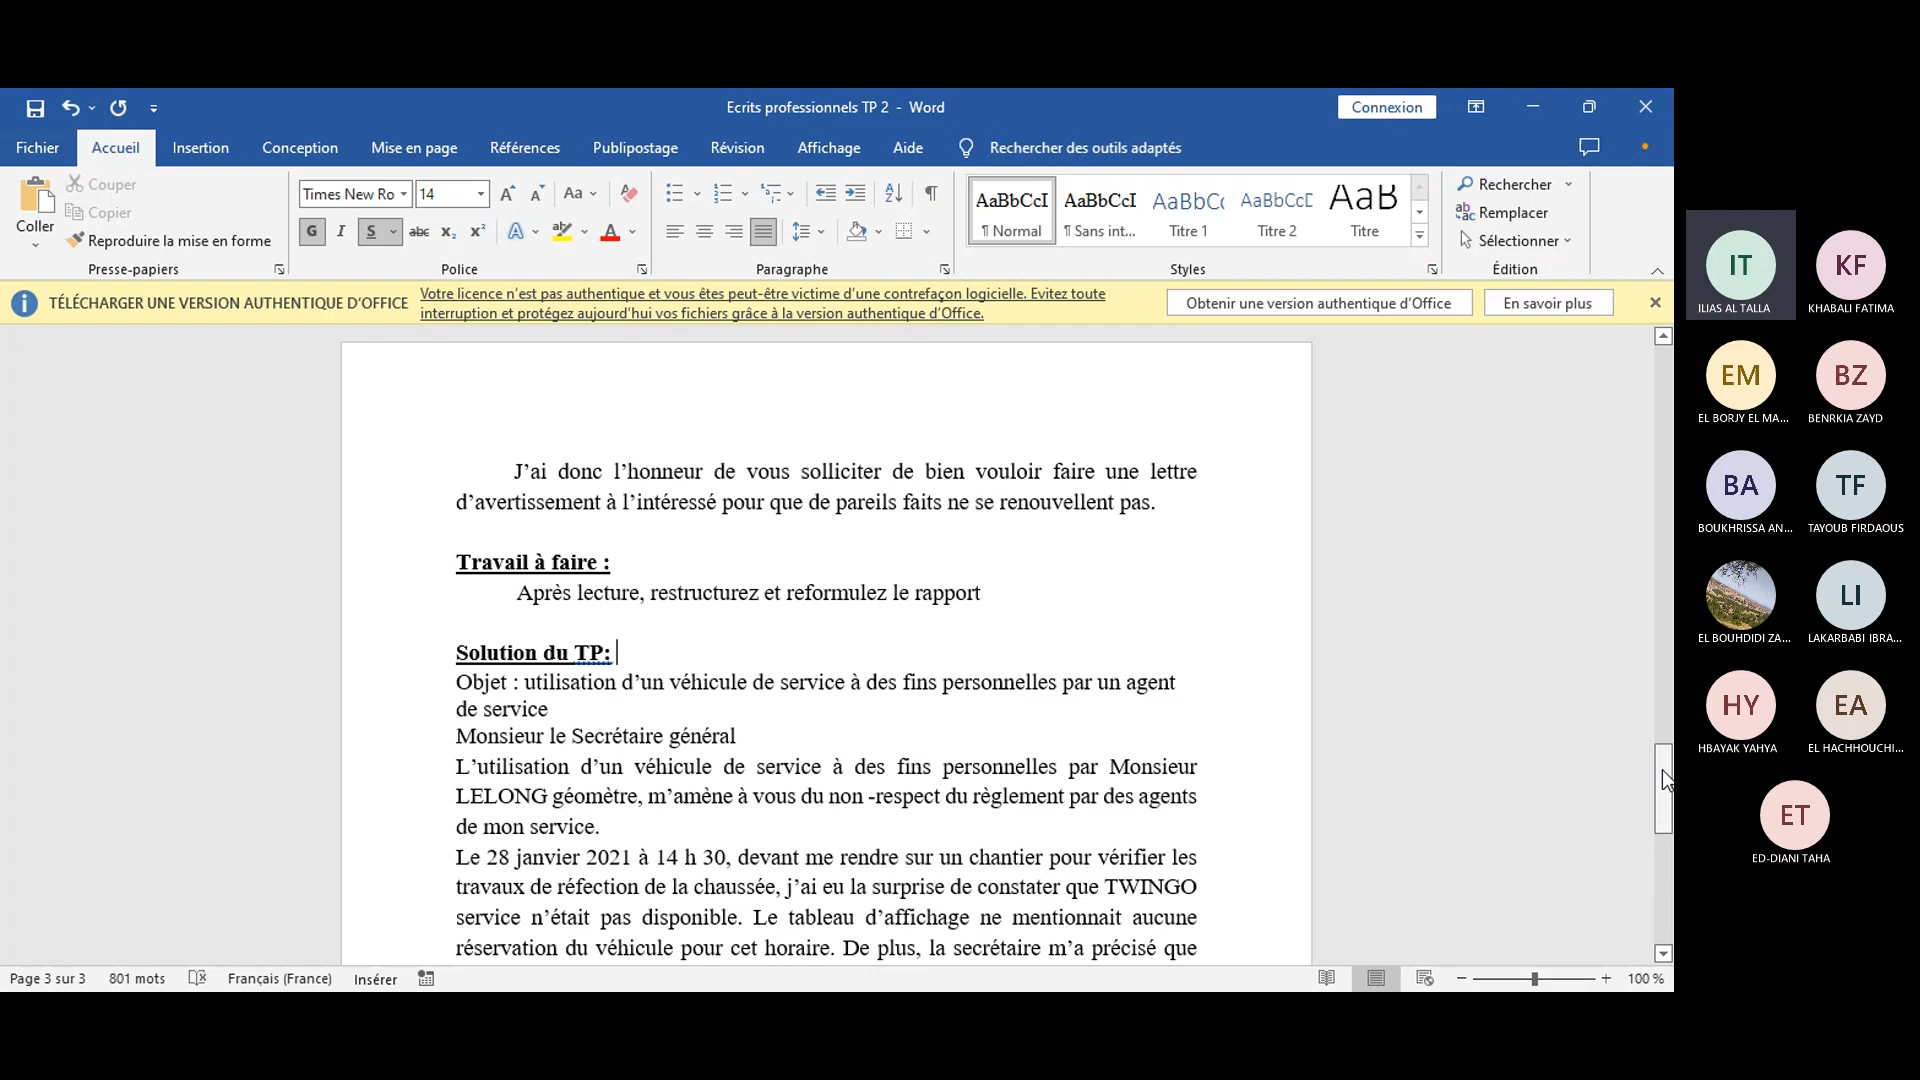 Ecrits professionnels TP 2 - Word
Connexion
Fichier
Accueil
Insertion
Conception
Mise en page
Références
Publipostage
Révision
Affichage
Aide
Rechercher des outils adaptés
Coller
Couper
Copier
Reproduire la mise en forme
Presse-papiers
Times New Ro
14
Police
Paragraphe
AaBbCcI
¶ Normal
AaBbCcI
¶ Sans int...
AaBbCc
Titre 1
AaBbCcD
Titre 2
AaB
Titre
Styles
Rechercher
Remplacer
Sélectionner
Édition
TÉLÉCHARGER UNE VERSION AUTHENTIQUE D’OFFICE
Votre licence n’est pas authentique et vous êtes peut-être victime d’une contrefaçon logicielle. Evitez toute
interruption et protégez aujourd’hui vos fichiers grâce à la version authentique d’Office.
Obtenir une version authentique d’Office
En savoir plus
J’ai donc l’honneur de vous solliciter de bien vouloir faire une lettre
d’avertissement à l’intéressé pour que de pareils faits ne se renouvellent pas.
Travail à faire :
Après lecture, restructurez et reformulez le rapport
Solution du TP:
Objet : utilisation d’un véhicule de service à des fins personnelles par un agent
de service
Monsieur le Secrétaire général
L’utilisation d’un véhicule de service à des fins personnelles par Monsieur
LELONG géomètre, m’amène à vous du non -respect du règlement par des agents
de mon service.
Le 28 janvier 2021 à 14 h 30, devant me rendre sur un chantier pour vérifier les
travaux de réfection de la chaussée, j’ai eu la surprise de constater que TWINGO
service n’était pas disponible. Le tableau d’affichage ne mentionnait aucune
réservation du véhicule pour cet horaire. De plus, la secrétaire m’a précisé que
Page 3 sur 3
801 mots
Français (France)
Insérer
100 %
IT
ILIAS AL TALLA
KF
KHABALI FATIMA
EM
EL BORJY EL MA...
BZ
BENRKIA ZAYD
BA
BOUKHRISSA AN...
TF
TAYOUB FIRDAOUS
EL BOUHDIDI ZA...
LI
LAKARBABI IBRA...
HY
HBAYAK YAHYA
EA
EL HACHHOUCHI...
ET
ED-DIANI TAHA